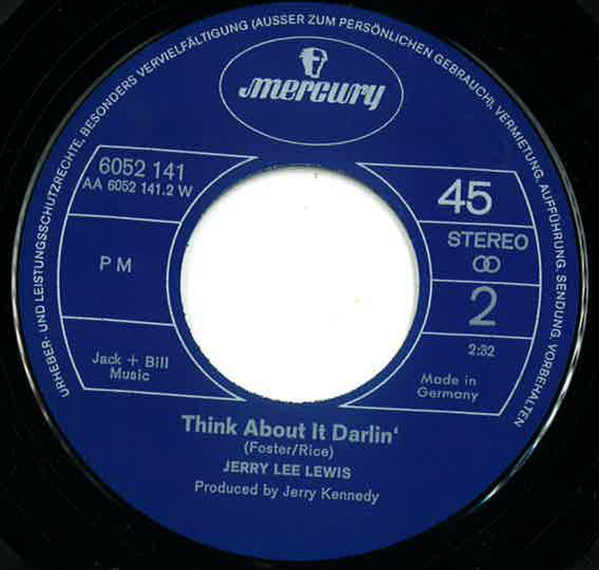 URHEBER- UND LEISTUNGSSCHUTZRECHTE, BESONDERS VERVIELFÄLTIGUNG (AUSSER ZUM PERSÖNLICHEN GEBRAUCH), VERMIETUNG, AUFFÜHRUNG, SENDUNG, VORBEHALTEN
mercury
6052 141
AA 6052 141.2 W
PM
Jack + Bill
Music
45
STEREO
2
2:32
Made in
Germany
Think About It Darlin'
(Foster/Rice)
JERRY LEE LEWIS
Produced by Jerry Kennedy